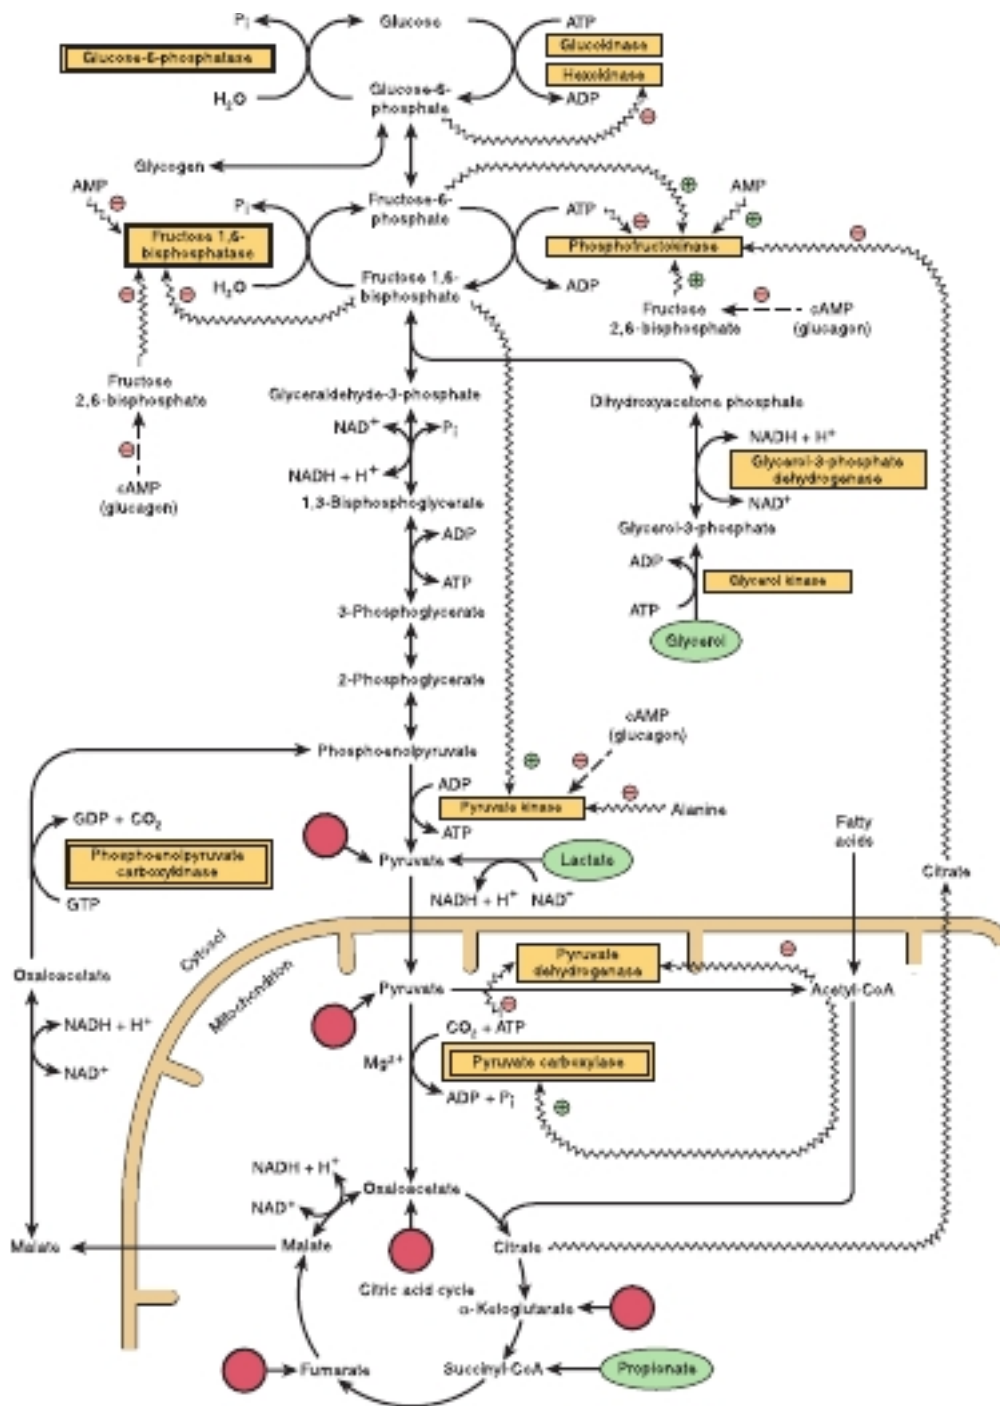 Pi
Glucose
ATP
Glucose-6-phosphatase
Glucokinase
Hexokinase
H2O
Glucose-6-
phosphate
ADP
Glycogen
AMP
Pi
Fructose-6-
phosphate
ATP
AMP
Fructose 1,6-
bisphosphatase
Phosphofructokinase
H2O
Fructose 1,6-
bisphosphate
ADP
Fructose
2,6-bisphosphate
cAMP
(glucagon)
Fructose
2,6-bisphosphate
cAMP
(glucagon)
Glyceraldehyde-3-phosphate
Dihydroxyacetone phosphate
NAD+
Pi
NADH + H+
NADH + H+
Glycerol-3-phosphate
dehydrogenase
NAD+
1,3-Bisphosphoglycerate
Glycerol-3-phosphate
ADP
ATP
ADP
Glycerol kinase
ATP
3-Phosphoglycerate
Glycerol
2-Phosphoglycerate
cAMP
(glucagon)
Phosphoenolpyruvate
ADP
Pyruvate kinase
Alanine
ATP
GDP + CO2
Phosphoenolpyruvate
carboxykinase
GTP
Pyruvate
Lactate
NADH + H+
NAD+
Fatty
acids
Citrate
Cytosol
Mitochondrion
Oxaloacetate
Pyruvate
dehydrogenase
Pyruvate
Acetyl-CoA
NADH + H+
NAD+
CO2 + ATP
Mg2+
Pyruvate carboxylase
ADP + Pi
NADH + H+
NAD+
Oxaloacetate
Malate
Malate
Citrate
Citric acid cycle
α-Ketoglutarate
Fumarate
Succinyl-CoA
Propionate